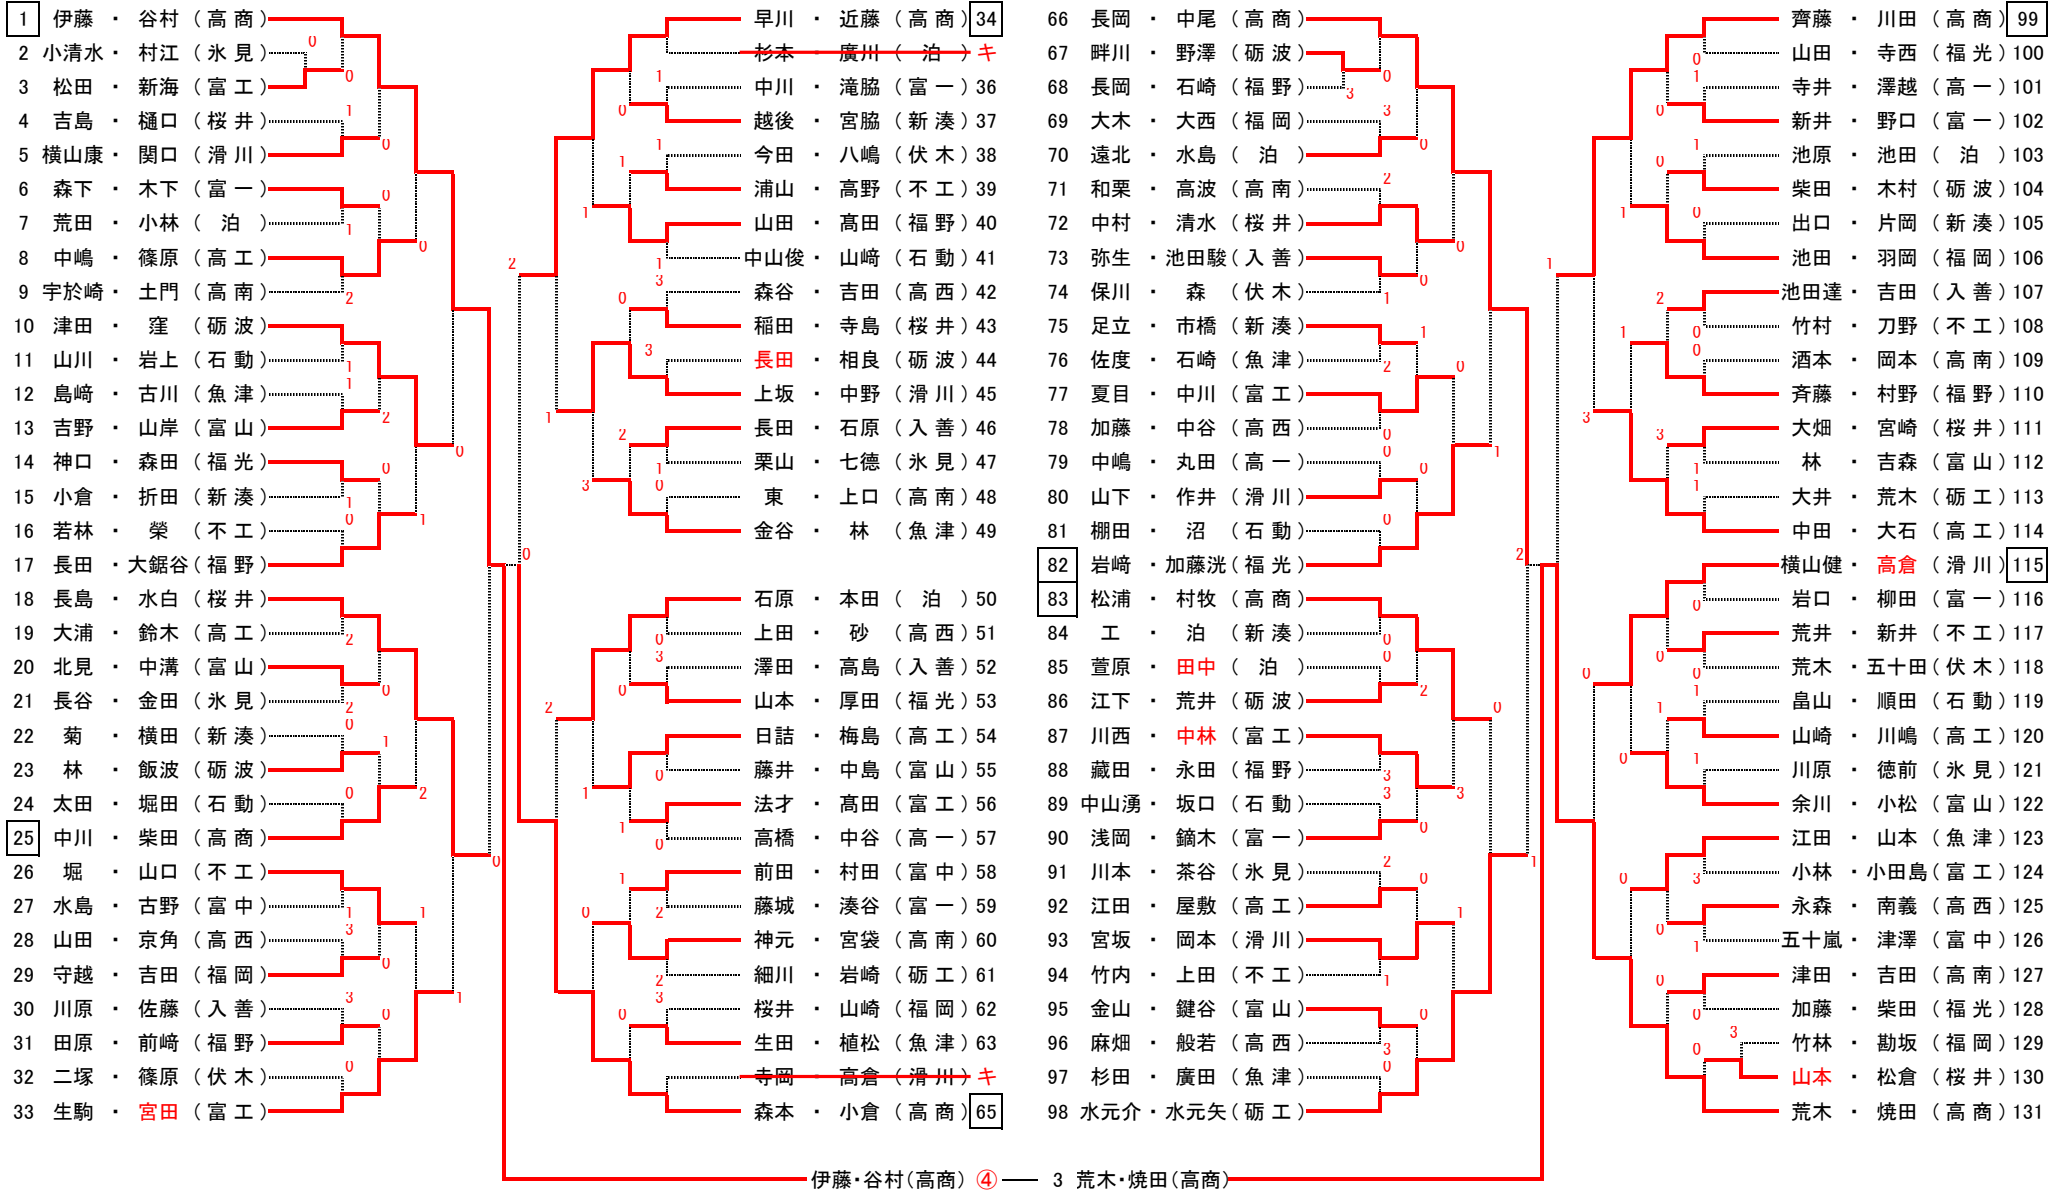 1 伊藤・谷村(高商)
2 小清水・村江(氷見)
3 松田・新海(富工)
4 吉島・樋口(桜井)
5 横山康・関口(滑川)
6 森下・木下(富一)
7 荒田・小林(泊)
8 中嶋・篠原(高工)
9 宇於崎・土門(高南)
10 津田・窪(砺波)
11 山川・岩上(石動)
12 島﨑・古川(魚津)
13 吉野・山岸(富山)
14 神口・森田(福光)
15 小倉・折田(新湊)
16 若林・榮(不工)
17 長田・大鋸谷(福野)
18 長島・水白(桜井)
19 大浦・鈴木(高工)
20 北見・中溝(富山)
21 長谷・金田(氷見)
22 菊・横田(新湊)
23 林・飯波(砺波)
24 太田・堀田(石動)
25 中川・柴田(高商)
26 堀・山口(不工)
27 水島・古野(富中)
28 山田・京角(高西)
29 守越・吉田(福岡)
30 川原・佐藤(入善)
31 田原・前﨑(福野)
32 二塚・篠原(伏木)
33 生駒・宮田(富工)
早川・近藤(高商)34
杉本・廣川(泊)キ
中川・滝脇(富一)36
越後・宮脇(新湊)37
今田・八嶋(伏木)38
浦山・高野(不工)39
山田・髙田(福野)40
中山俊・山﨑(石動)41
森谷・吉田(高西)42
稲田・寺島(桜井)43
長田・相良(砺波)44
上坂・中野(滑川)45
長田・石原(入善)46
栗山・七德(氷見)47
東・上口(高南)48
金谷・林(魚津)49
石原・本田(泊)50
上田・砂(高西)51
澤田・高島(入善)52
山本・厚田(福光)53
日詰・梅島(高工)54
藤井・中島(富山)55
法才・髙田(富工)56
高橋・中谷(高一)57
前田・村田(富中)58
藤城・湊谷(富一)59
神元・宮袋(高南)60
細川・岩崎(砺工)61
桜井・山崎(福岡)62
生田・植松(魚津)63
寺岡・高倉(滑川)キ
森本・小倉(高商)65
66 長岡・中尾(高商)
67 畔川・野澤(砺波)
68 長岡・石崎(福野)
69 大木・大西(福岡)
70 遠北・水島(泊)
71 和栗・高波(高南)
72 中村・清水(桜井)
73 弥生・池田駿(入善)
74 保川・森(伏木)
75 足立・市橋(新湊)
76 佐度・石崎(魚津)
77 夏目・中川(富工)
78 加藤・中谷(高西)
79 中嶋・丸田(高一)
80 山下・作井(滑川)
81 棚田・沼(石動)
82 岩﨑・加藤洸(福光)
83 松浦・村牧(高商)
84 工・泊(新湊)
85 萱原・田中(泊)
86 江下・荒井(砺波)
87 川西・中林(富工)
88 藏田・永田(福野)
89 中山湧・坂口(石動)
90 浅岡・鏑木(富一)
91 川本・茶谷(氷見)
92 江田・屋敷(高工)
93 宮坂・岡本(滑川)
94 竹内・上田(不工)
95 金山・鍵谷(富山)
96 麻畑・般若(高西)
97 杉田・廣田(魚津)
98 水元介・水元矢(砺工)
齊藤・川田(高商)99
山田・寺西(福光)100
寺井・澤越(高一)101
新井・野口(富一)102
池原・池田(泊)103
柴田・木村(砺波)104
出口・片岡(新湊)105
池田・羽岡(福岡)106
池田達・吉田(入善)107
竹村・刀野(不工)108
酒本・岡本(高南)109
斉藤・村野(福野)110
大畑・宮崎(桜井)111
林・吉森(富山)112
大井・荒木(砺工)113
中田・大石(高工)114
横山健・高倉(滑川)115
岩口・柳田(富一)116
荒井・新井(不工)117
荒木・五十田(伏木)118
畠山・順田(石動)119
山崎・川嶋(高工)120
川原・徳前(氷見)121
余川・小松(富山)122
江田・山本(魚津)123
小林・小田島(富工)124
永森・南義(高西)125
五十嵐・津澤(富中)126
津田・吉田(高南)127
加藤・柴田(福光)128
竹林・勘坂(福岡)129
山本・松倉(桜井)130
荒木・焼田(高商)131
伊藤・谷村(高商) ④ — 3 荒木・焼田(高商)